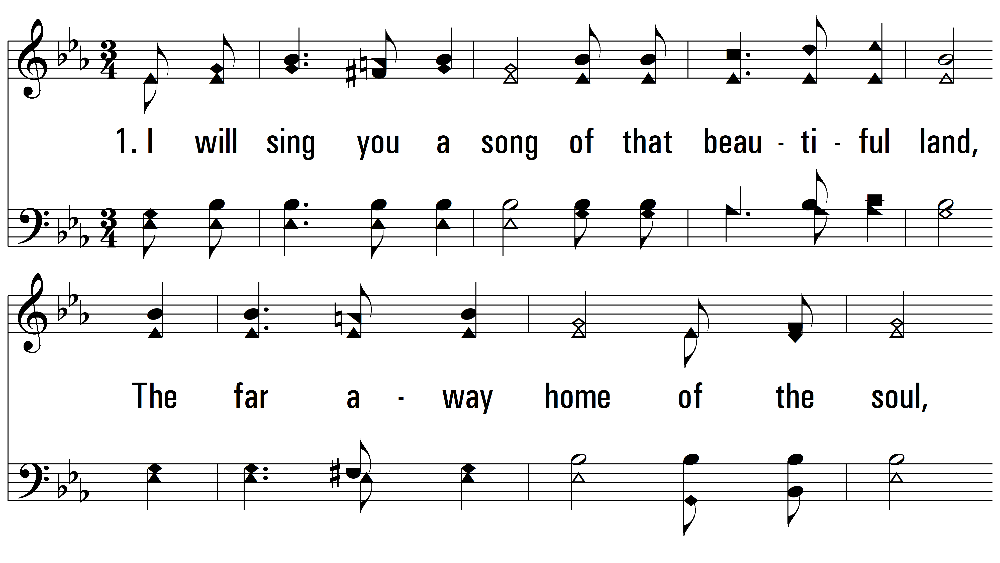 1. I will sing you a song of that beau - ti - ful land,
The far a - way home of the soul,